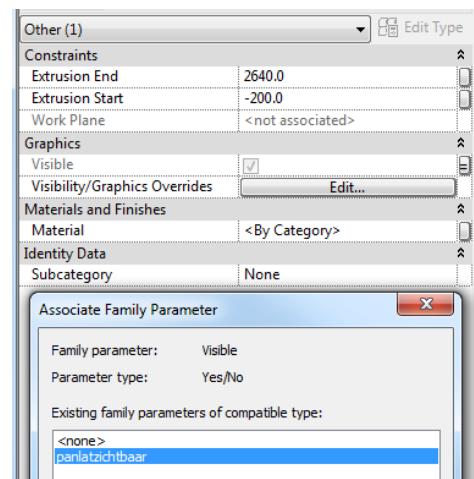 Other (1) Edit Type
Constraints
Extrusion End 2640.0
Extrusion Start -200.0
Work Plane <not associated>
Graphics
Visible =
Visibility/Graphics Overrides Edit...
Materials and Finishes
Material <By Category>
Identity Data
Subcategory None
Associate Family Parameter
Family parameter: Visible
Parameter type: Yes/No
Existing family parameters of compatible type:
<none>
panlatzichtbaar